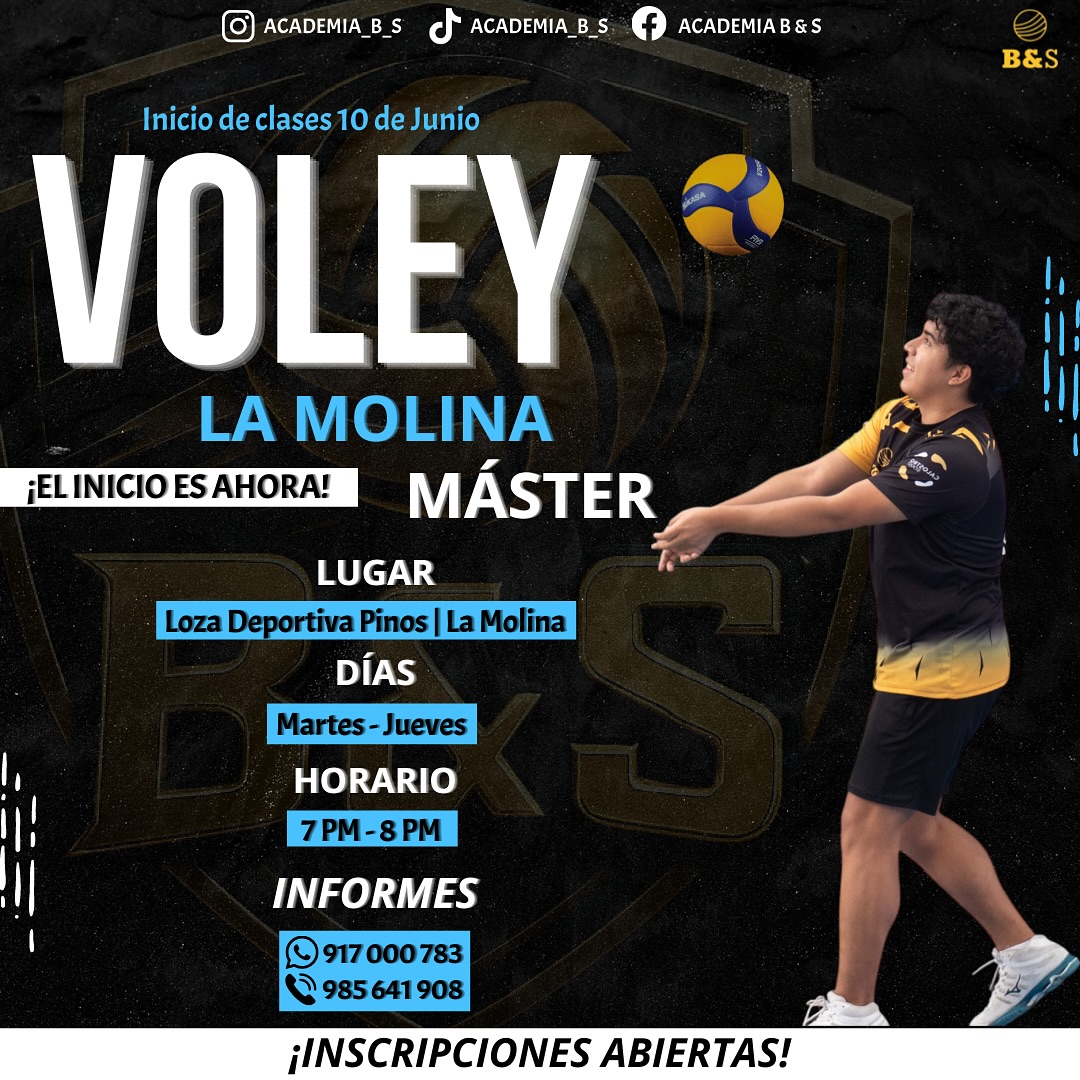 ACADEMIA_B_S ACADEMIA_B_S ACADEMIA B & S
B&S
Inicio de clases 10 de Junio
VOLEY
MIKASA
LA MOLINA
¡EL INICIO ES AHORA!
MÁSTER
LUGAR
Loza Deportiva Pinos | La Molina
DÍAS
Martes - Jueves
HORARIO
7 PM - 8 PM
INFORMES
917 000 783
985 641 908
¡INSCRIPCIONES ABIERTAS!
B&S